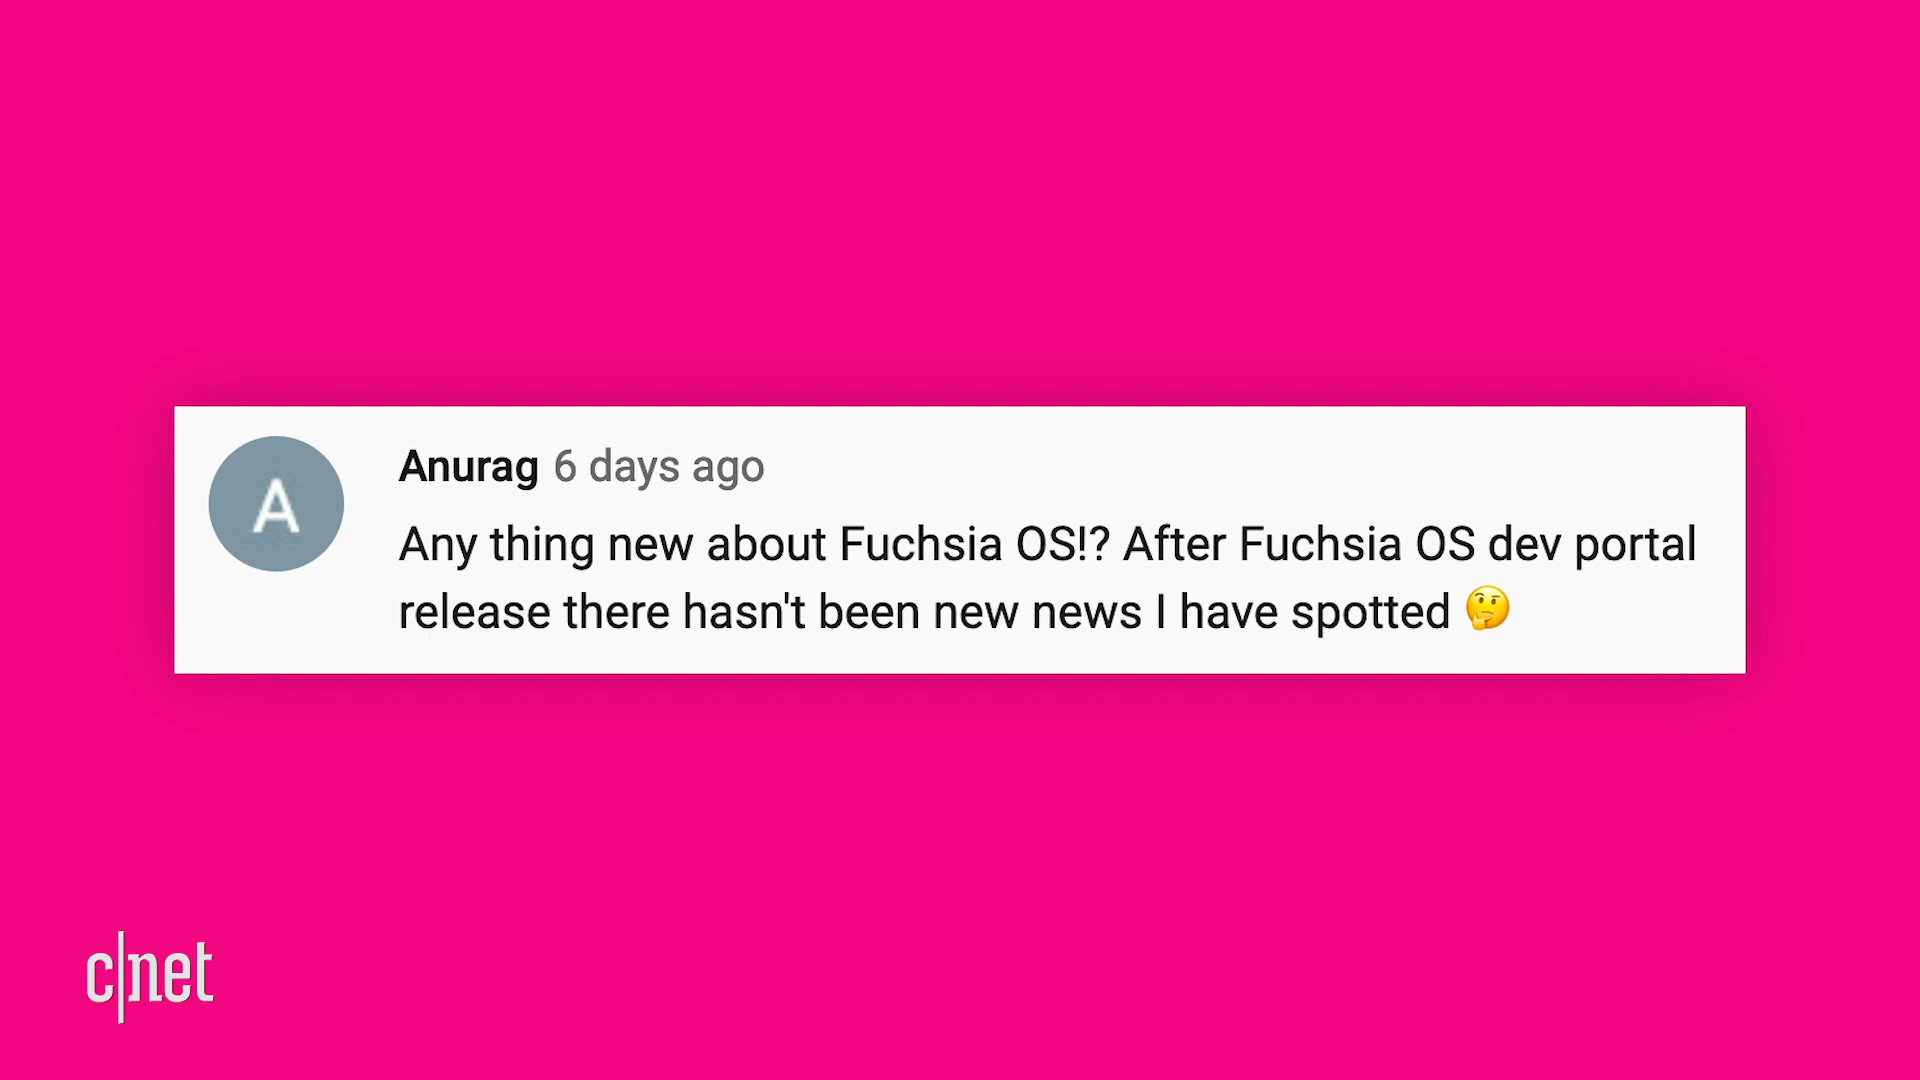 A
Anurag 6 days ago
Any thing new about Fuchsia OS!? After Fuchsia OS dev portal
release there hasn't been new news I have spotted 🤔
c|net